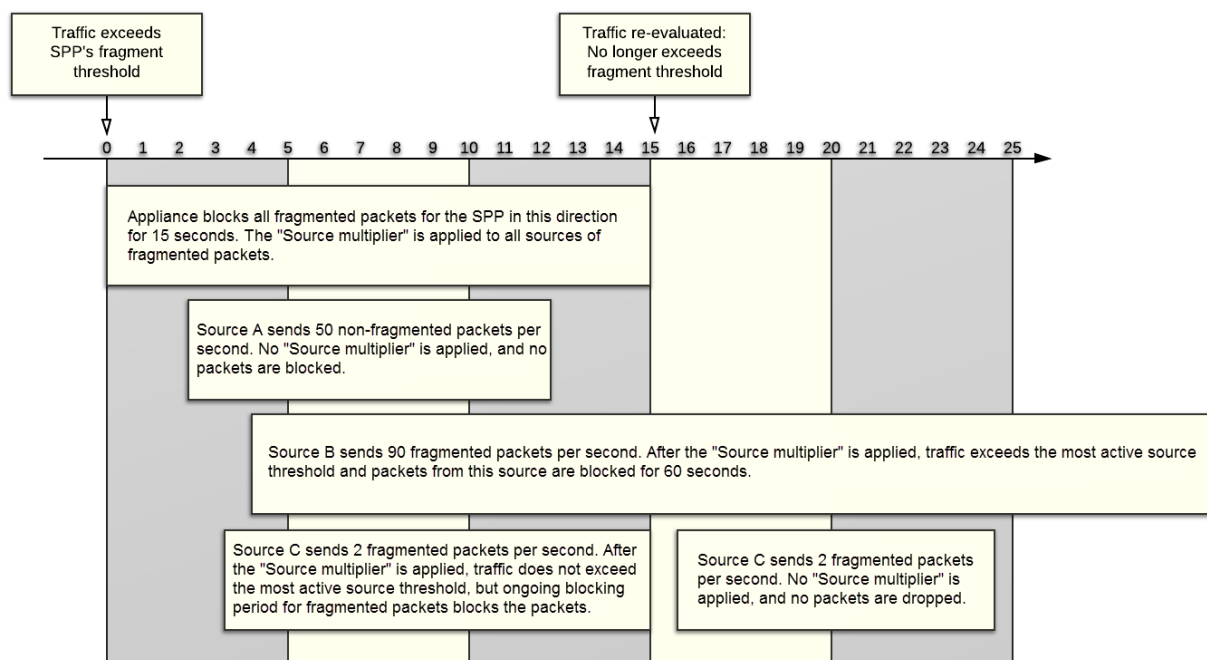 Traffic exceeds
SPP's fragment
threshold
Traffic re-evaluated:
No longer exceeds
fragment threshold
0 1 2 3 4 5 6 7 8 9 10 11 12 13 14 15 16 17 18 19 20 21 22 23 24 25
Appliance blocks all fragmented packets for the SPP in this direction
for 15 seconds. The "Source multiplier" is applied to all sources of
fragmented packets.
Source A sends 50 non-fragmented packets per
second. No "Source multiplier" is applied, and no
packets are blocked.
Source B sends 90 fragmented packets per second. After the "Source multiplier" is applied, traffic exceeds the most active source
threshold and packets from this source are blocked for 60 seconds.
Source C sends 2 fragmented packets per second. After
the "Source multiplier" is applied, traffic does not exceed
the most active source threshold, but ongoing blocking
period for fragmented packets blocks the packets.
Source C sends 2 fragmented packets
per second. No "Source multiplier" is
applied, and no packets are dropped.